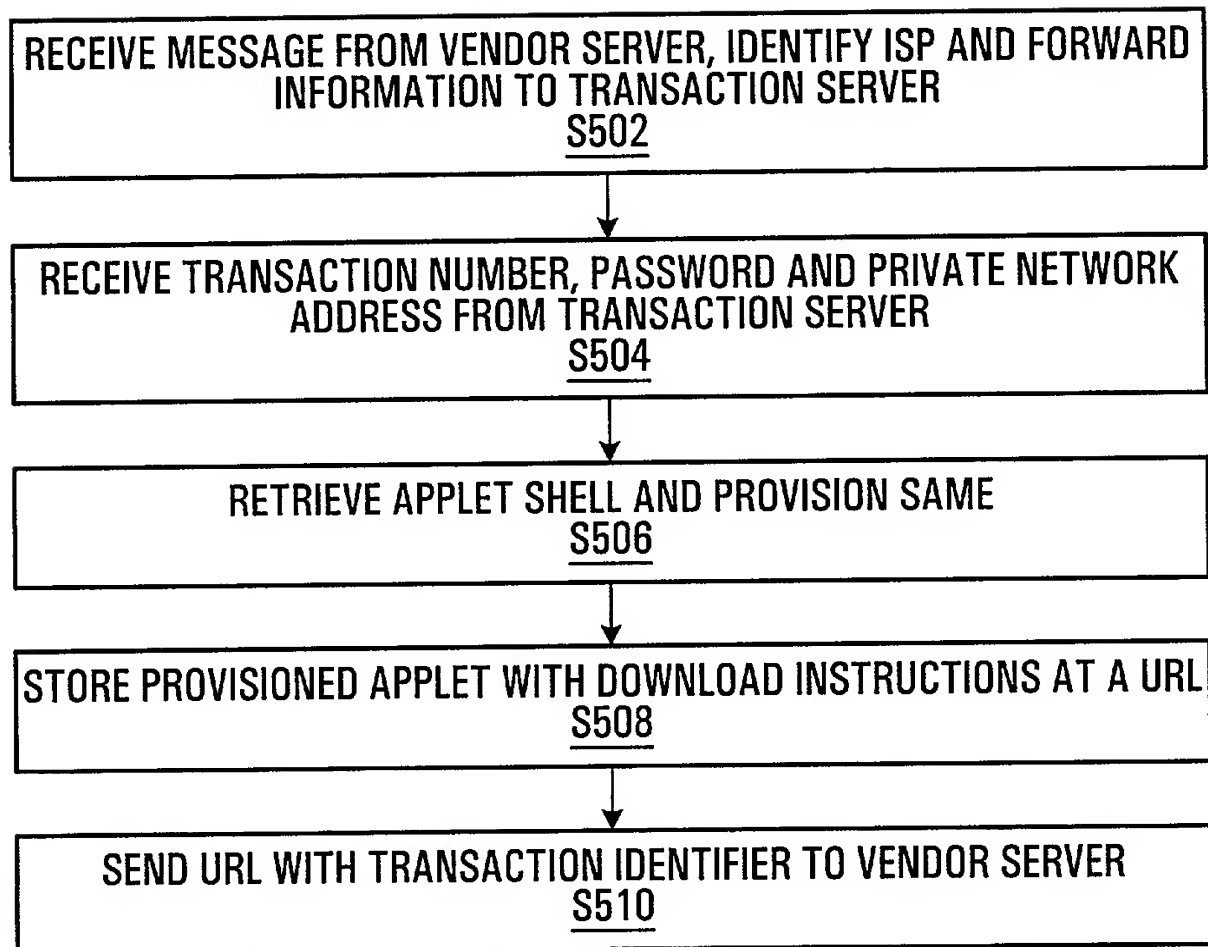 RECEIVE MESSAGE FROM VENDOR SERVER, IDENTIFY ISP AND FORWARD
INFORMATION TO TRANSACTION SERVER
S502
RECEIVE TRANSACTION NUMBER, PASSWORD AND PRIVATE NETWORK
ADDRESS FROM TRANSACTION SERVER
S504
RETRIEVE APPLET SHELL AND PROVISION SAME
S506
STORE PROVISIONED APPLET WITH DOWNLOAD INSTRUCTIONS AT A URL
S508
SEND URL WITH TRANSACTION IDENTIFIER TO VENDOR SERVER
S510